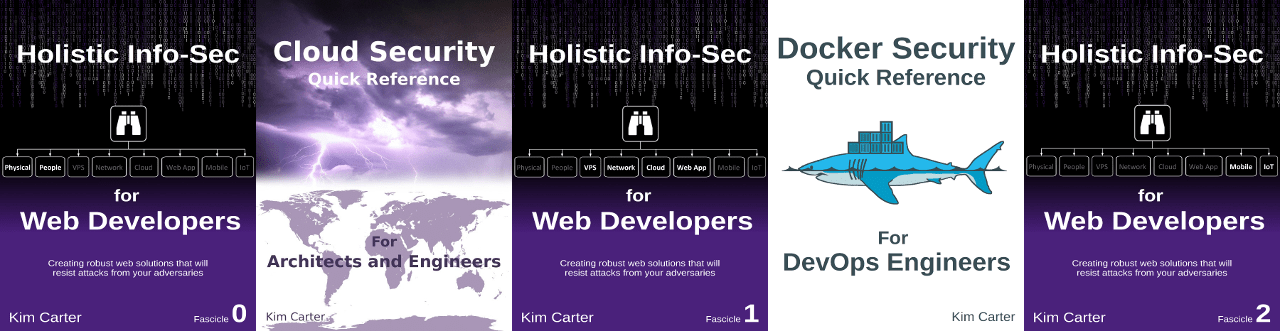 Holistic Info-Sec
Physical People VPS Network Cloud Web App Mobile IoT
for
Web Developers
Creating robust web solutions that will
resist attacks from your adversaries
Kim Carter
Fascicle 0
Cloud Security
Quick Reference
For
Architects and Engineers
Kim Carter
Holistic Info-Sec
Physical People VPS Network Cloud Web App Mobile IoT
for
Web Developers
Creating robust web solutions that will
resist attacks from your adversaries
Kim Carter
Fascicle 1
Docker Security
Quick Reference
For
DevOps Engineers
Kim Carter
Holistic Info-Sec
Physical People VPS Network Cloud Web App Mobile IoT
for
Web Developers
Creating robust web solutions that will
resist attacks from your adversaries
Kim Carter
Fascicle 2